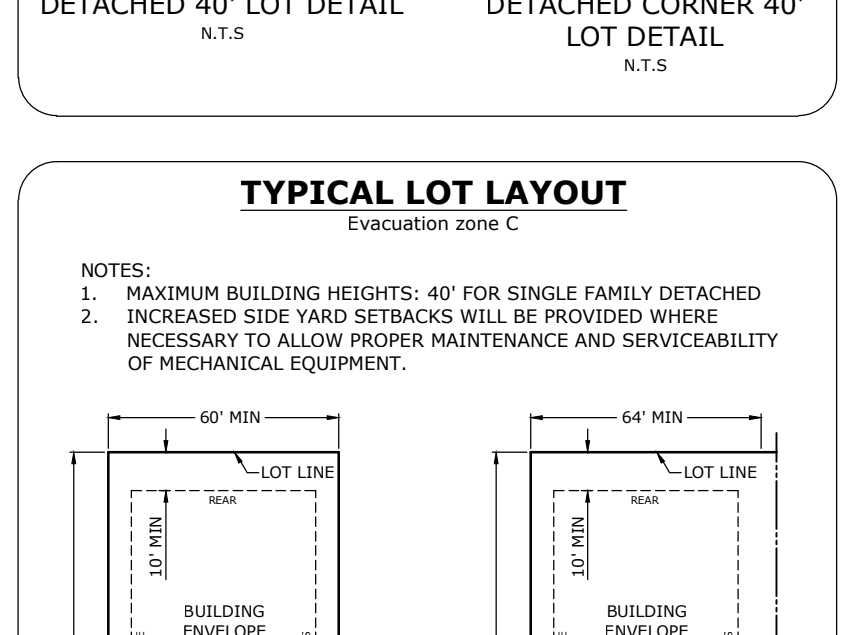 DETACHED 40' LOT DETAIL
N.T.S
DETACHED CORNER 40'
LOT DETAIL
N.T.S
TYPICAL LOT LAYOUT
Evacuation zone C
NOTES:
1. MAXIMUM BUILDING HEIGHTS: 40' FOR SINGLE FAMILY DETACHED
2. INCREASED SIDE YARD SETBACKS WILL BE PROVIDED WHERE
NECESSARY TO ALLOW PROPER MAINTENANCE AND SERVICEABILITY
OF MECHANICAL EQUIPMENT.
60' MIN
LOT LINE
REAR
10' MIN
BUILDING
ENVELOPE
64' MIN
LOT LINE
REAR
10' MIN
BUILDING
ENVELOPE